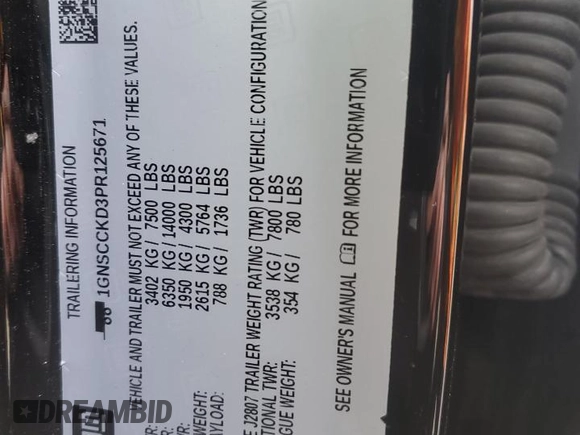 TRAILERING INFORMATION
1GNSCCKD3PR125671
VEHICLE AND TRAILER MUST NOT EXCEED ANY OF THESE VALUES.
3402 KG/ 7500 LBS
6350 KG/ 14000 LBS
1950 KG/ 4300 LBS
2615 KG/ 5764 LBS
788 KG/ 1736 LBS
J2807 TRAILER WEIGHT RATING (TWR) FOR VEHICLE CONFIGURATION
TWR: 3538 KG/ 7800 LBS
WEIGHT: 354 KG/ 780 LBS
SEE OWNER'S MANUAL FOR MORE INFORMATION
DREAMBID